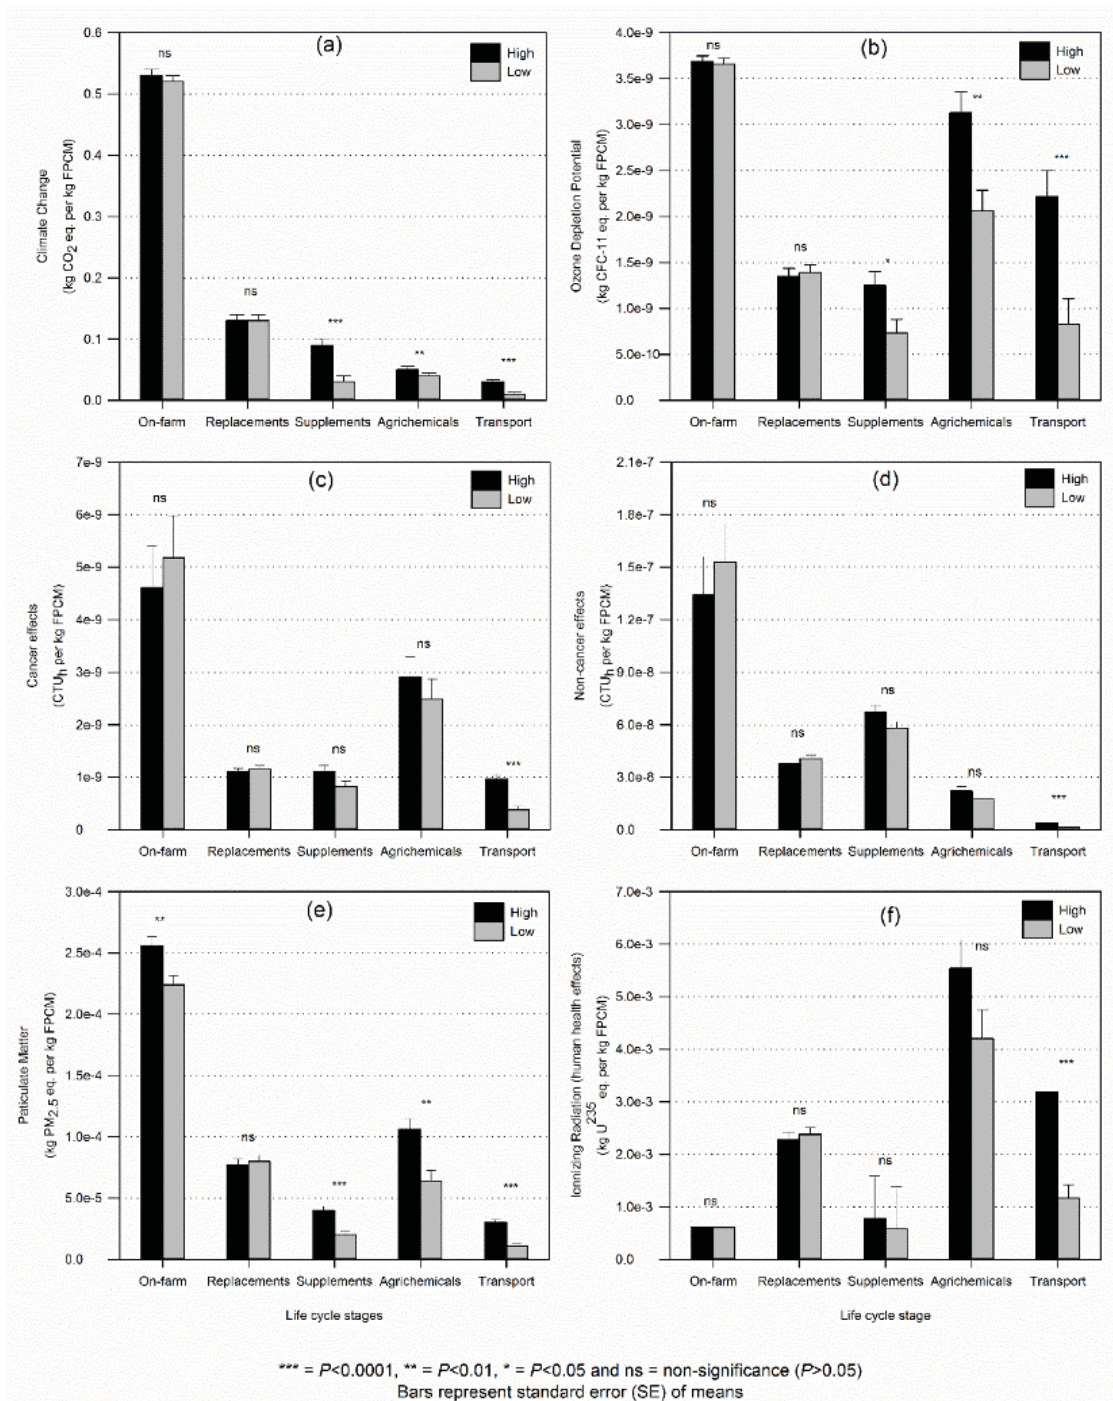 (a)
High
Low
Climate Change
(kg CO2 eq. per kg FPCM)
0.6
0.5
0.4
0.3
0.2
0.1
0.0
ns
ns
***
**
***
On-farm Replacements Supplements Agrichemicals Transport
(b)
High
Low
Ozone Depletion Potential
(kg CFC-11 eq. per kg FPCM)
4.0e-9
3.5e-9
3.0e-9
2.5e-9
2.0e-9
1.5e-9
1.0e-9
5.0e-10
0.0
ns
ns
*
**
***
On-farm Replacements Supplements Agrichemicals Transport
(c)
High
Low
Cancer effects
(CTUh per kg FPCM)
7e-9
6e-9
5e-9
4e-9
3e-9
2e-9
1e-9
0
ns
ns
ns
ns
***
On-farm Replacements Supplements Agrichemicals Transport
(d)
High
Low
Non-cancer effects
(CTUh per kg FPCM)
2.1e-7
1.8e-7
1.5e-7
1.2e-7
9.0e-8
6.0e-8
3.0e-8
0.0
ns
ns
ns
ns
***
On-farm Replacements Supplements Agrichemicals Transport
(e)
High
Low
Paticulate Matter
(kg PM2.5 eq. per kg FPCM)
3.0e-4
2.5e-4
2.0e-4
1.5e-4
1.0e-4
5.0e-5
0.0
**
ns
***
**
***
On-farm Replacements Supplements Agrichemicals Transport
Life cycle stages
(f)
High
Low
Ionnizing Radiation (human health effects)
(kg U235 eq. per kg FPCM)
7.0e-3
6.0e-3
5.0e-3
4.0e-3
3.0e-3
2.0e-3
1.0e-3
0.0
ns
ns
ns
ns
***
On-farm Replacements Supplements Agrichemicals Transport
Life cycle stage
*** = P<0.0001, ** = P<0.01, * = P<0.05 and ns = non-significance (P>0.05)
Bars represent standard error (SE) of means